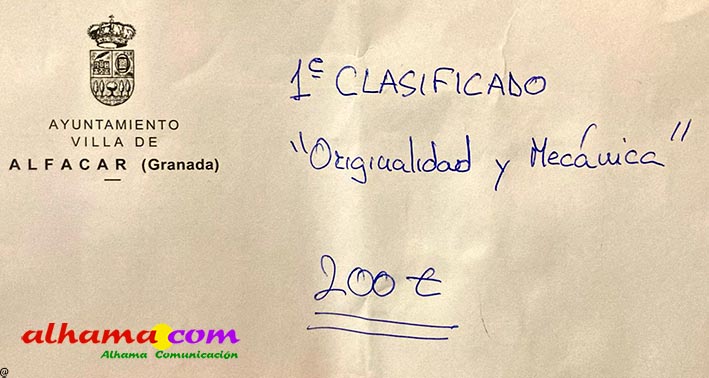 AYUNTAMIENTO
VILLA DE
ALFACAR (Granada)
1º CLASIFICADO
"Originalidad y Mecánica"
200 €
alhama.com
Alhama Comunicación
@